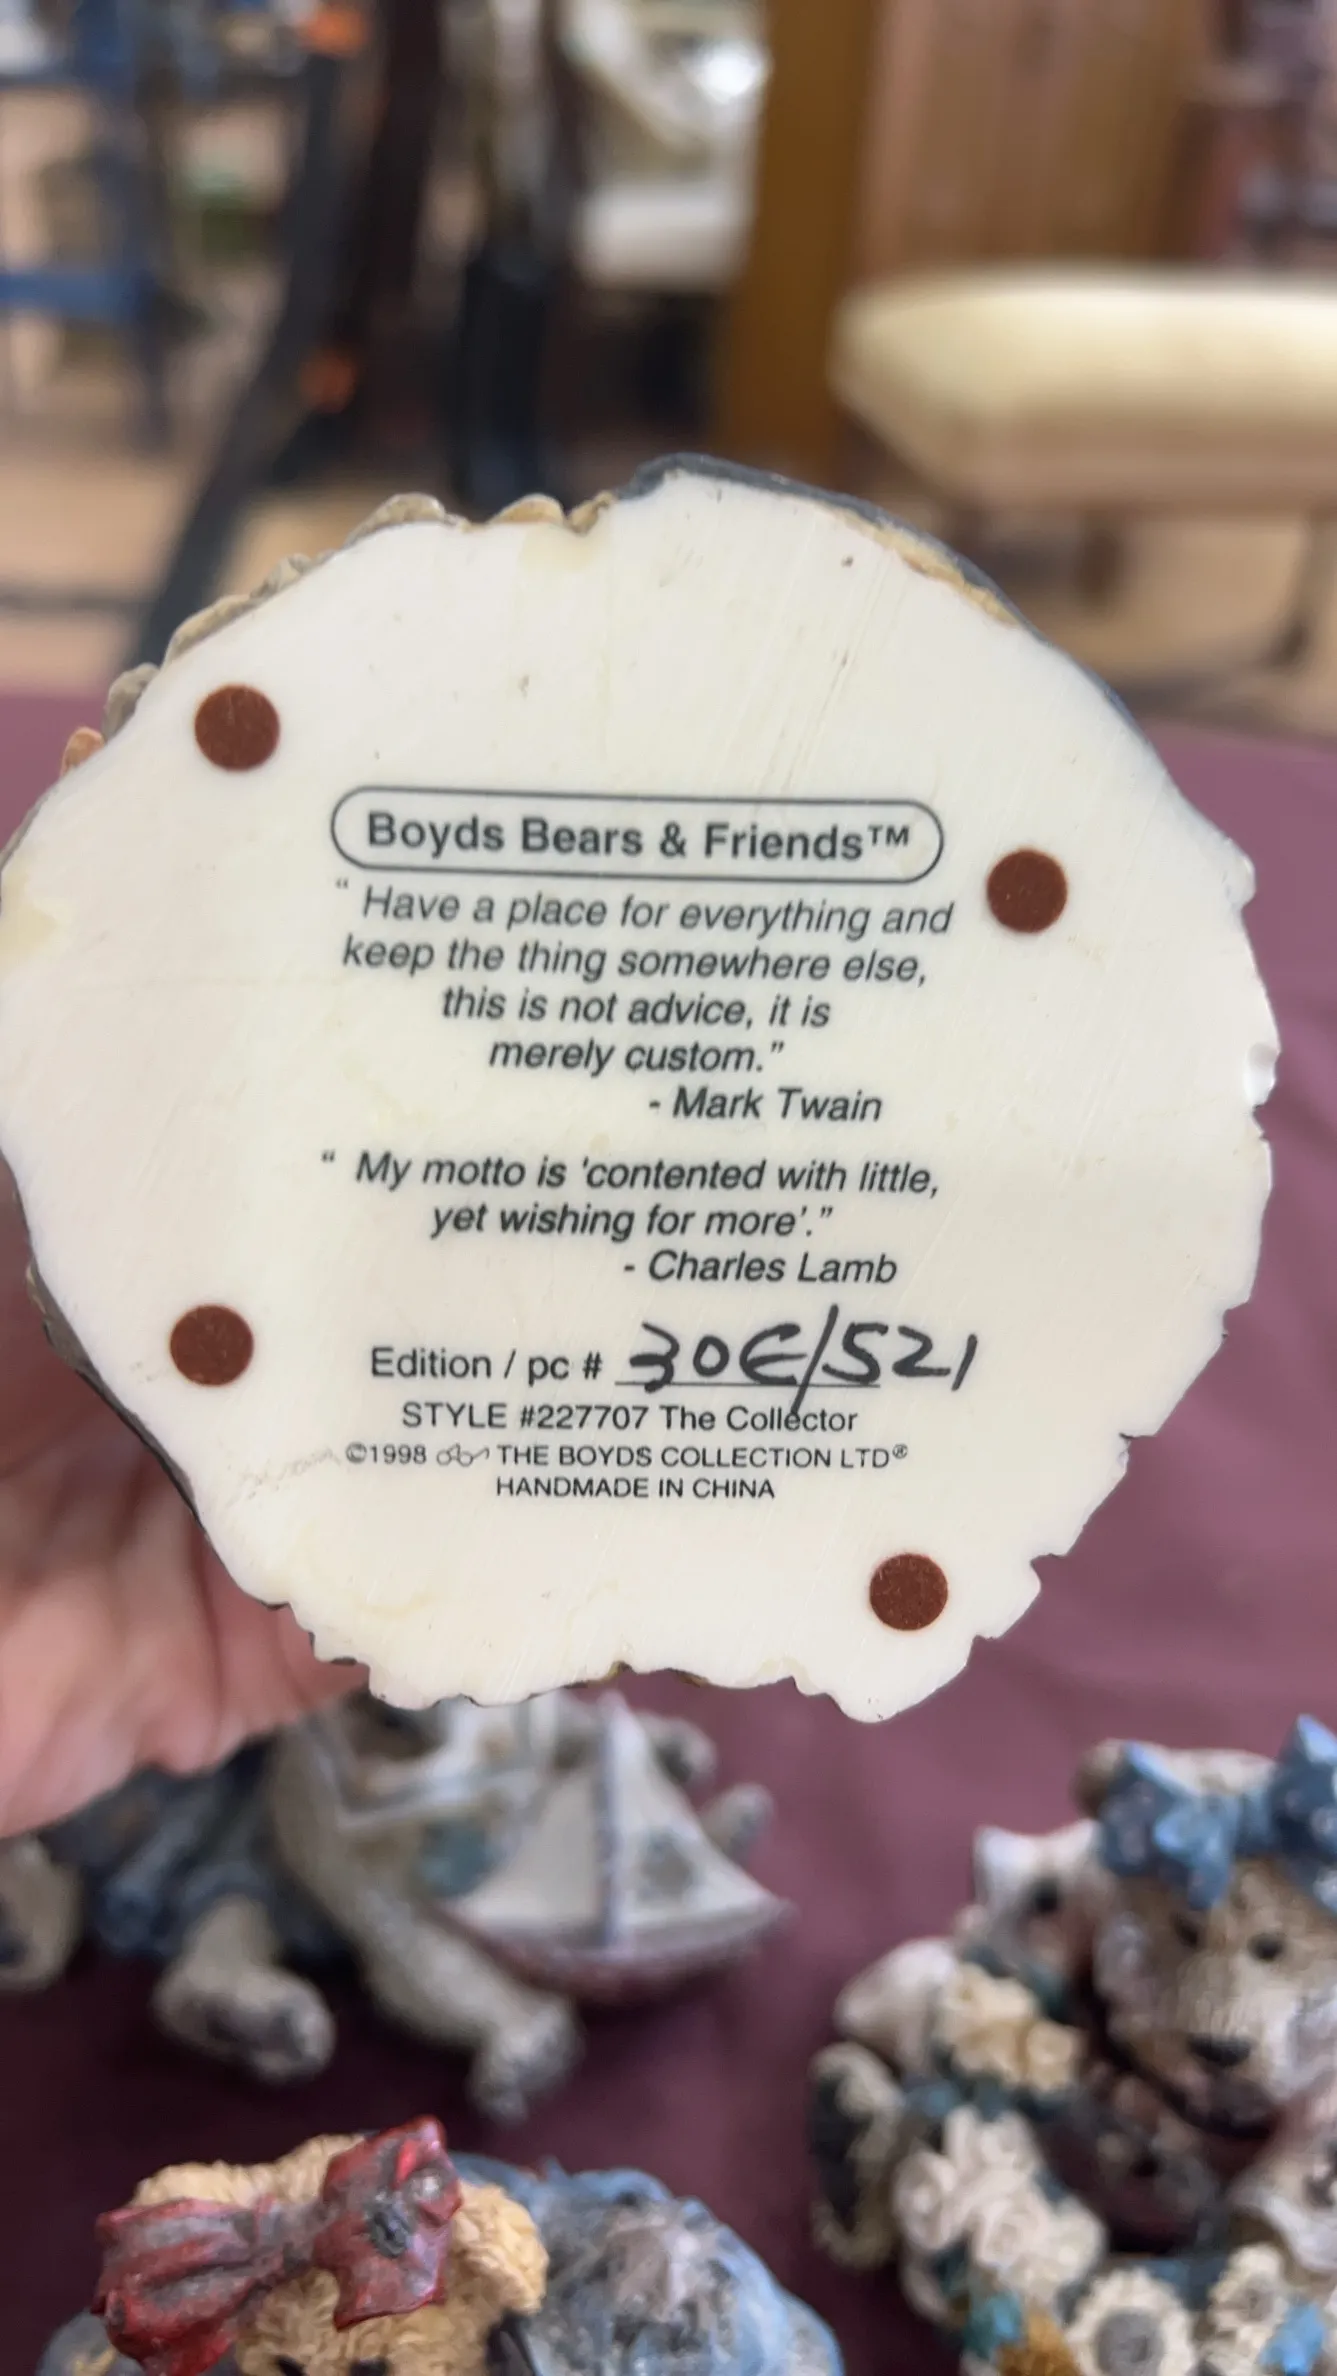 Boyds Bears & Friends™
“ Have a place for everything and
keep the thing somewhere else,
this is not advice, it is
merely custom.”
- Mark Twain
“ My motto is 'contented with little,
yet wishing for more'.”
- Charles Lamb
Edition / pc # 30E/521
STYLE #227707 The Collector
©1998 THE BOYDS COLLECTION LTD®
HANDMADE IN CHINA